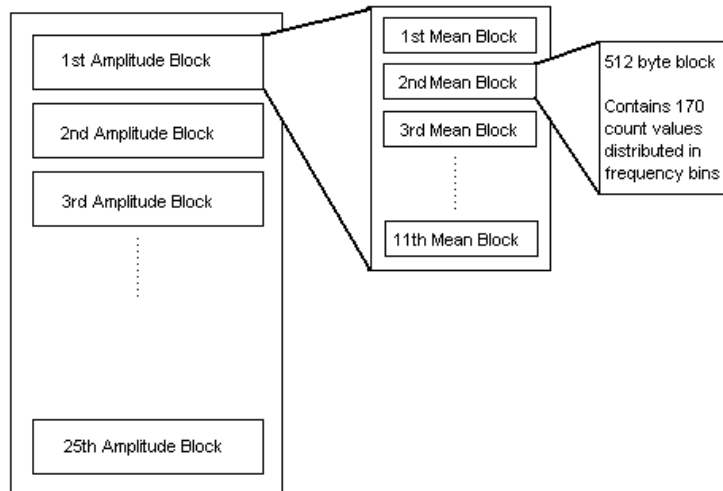 1st Amplitude Block
2nd Amplitude Block
3rd Amplitude Block
25th Amplitude Block
1st Mean Block
2nd Mean Block
3rd Mean Block
11th Mean Block
512 byte block
Contains 170
count values
distributed in
frequency bins